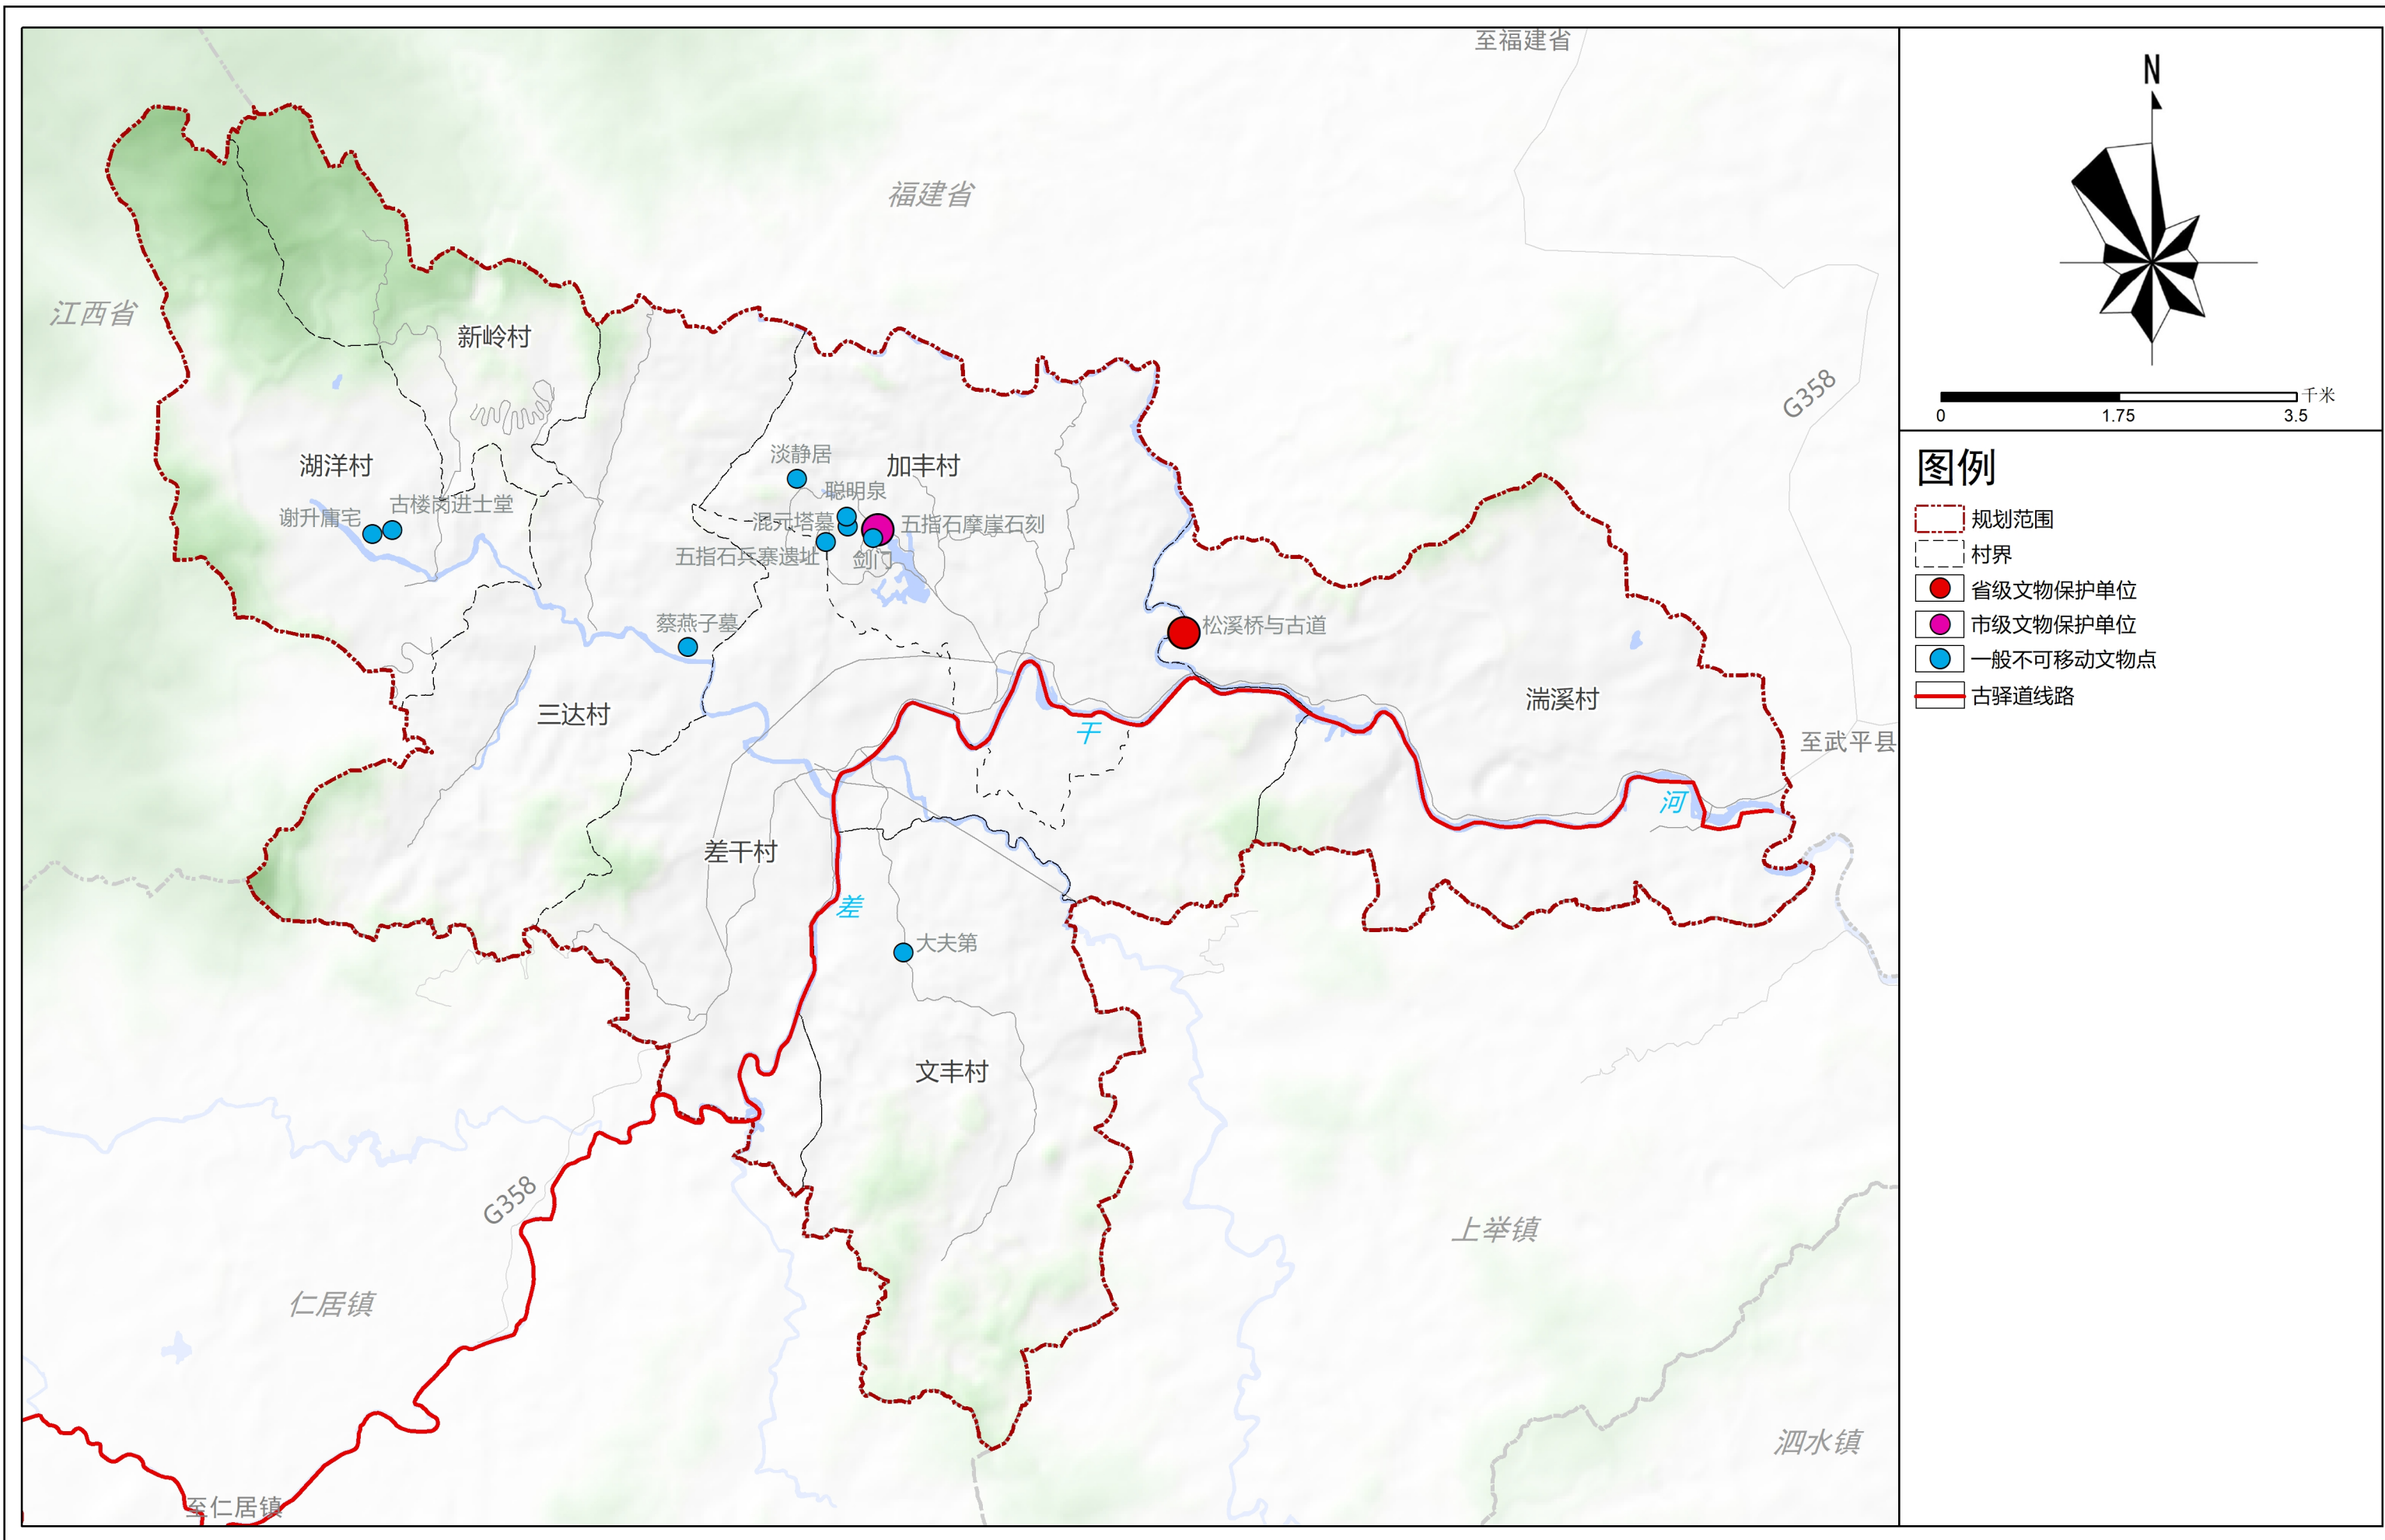 至福建省
福建省
江西省
新岭村
G358
湖洋村
淡静居
加丰村
聪明泉
古楼岗进士堂
谢升庸宅
混元塔墓
五指石摩崖石刻
五指石兵寨遗址
剑门
蔡燕子墓
松溪桥与古道
三达村
湍溪村
干
至武平县
河
差干村
差
大夫第
文丰村
G358
上举镇
仁居镇
泗水镇
至仁居镇
N
千米
0 1.75 3.5
图例
规划范围
村界
省级文物保护单位
市级文物保护单位
一般不可移动文物点
古驿道线路